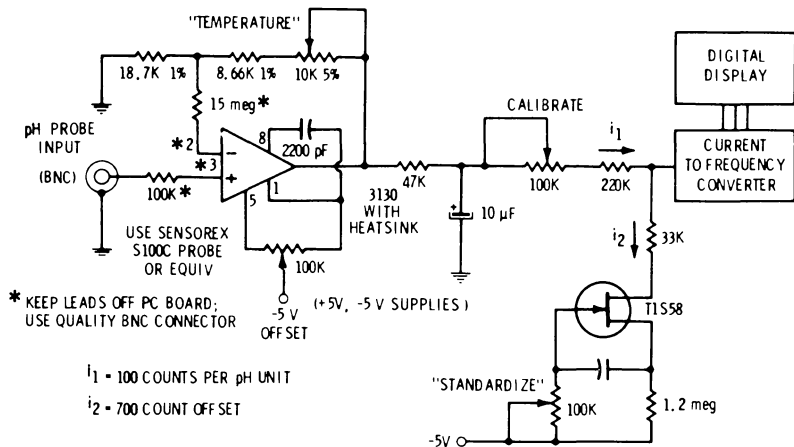 "TEMPERATURE"
18.7K 1%
8.66K 1%
10K 5%
15 meg*
pH PROBE
INPUT
(BNC)
*2
*3
-
+
8
1
5
2200 pF
100K*
USE SENSOREX
S100C PROBE
OR EQUIV
100K
-5 V
OFFSET
3130
WITH
HEATSINK
(+5V, -5V SUPPLIES)
47K
10 µF
CALIBRATE
100K
220K
i1
DIGITAL
DISPLAY
CURRENT
TO FREQUENCY
CONVERTER
i2
33K
T1S58
"STANDARDIZE"
100K
1.2 meg
-5V
* KEEP LEADS OFF PC BOARD;
USE QUALITY BNC CONNECTOR
i1 = 100 COUNTS PER pH UNIT
i2 = 700 COUNT OFFSET